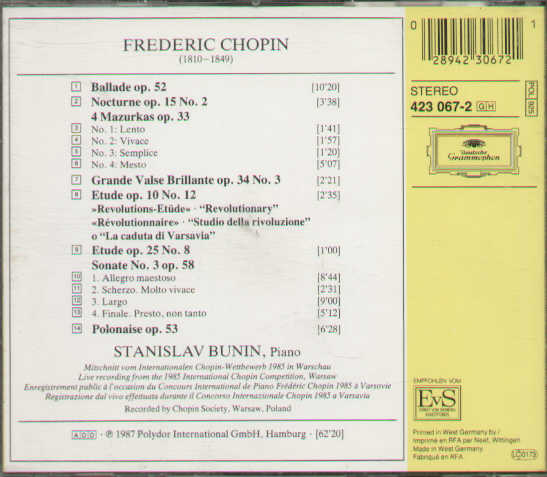 FREDERIC CHOPIN
(1810–1849)
1 Ballade op. 52 [10'20]
2 Nocturne op. 15 No. 2 [3'38]
4 Mazurkas op. 33
3 No. 1: Lento [1'41]
4 No. 2: Vivace [1'57]
5 No. 3: Semplice [1'20]
6 No. 4: Mesto [5'07]
7 Grande Valse Brillante op. 34 No. 3 [2'21]
8 Etude op. 10 No. 12 [2'35]
»Revolutions-Etüde« · “Revolutionary”
«Révolutionnaire» · “Studio della rivoluzione”
o “La caduta di Varsavia”
9 Etude op. 25 No. 8 [1'00]
Sonate No. 3 op. 58
10 1. Allegro maestoso [8'44]
11 2. Scherzo. Molto vivace [2'31]
12 3. Largo [9'00]
13 4. Finale. Presto, non tanto [5'12]
14 Polonaise op. 53 [6'28]
STANISLAV BUNIN, Piano
Mitschnitt vom Internationalen Chopin-Wettbewerb 1985 in Warschau
Live recording from the 1985 International Chopin Competition, Warsaw
Enregistrement public à l'occasion du Concours International de Piano Frédéric Chopin 1985 à Varsovie
Registrazione dal vivo effettuata durante il Concorso Internazionale Chopin 1985 a Varsavia
Recorded by Chopin Society, Warsaw, Poland
ADD · ℗ 1987 Polydor International GmbH, Hamburg · [62'20]
0 1
28942 30672
STEREO
423 067-2 GH
POL 925
Deutsche
Grammophon
EMPFOHLEN VOM
EvS
Printed in West Germany by /
Imprimé en RFA par Neef, Wittingen
Made in West Germany
Fabriqué en RFA
LC 0173